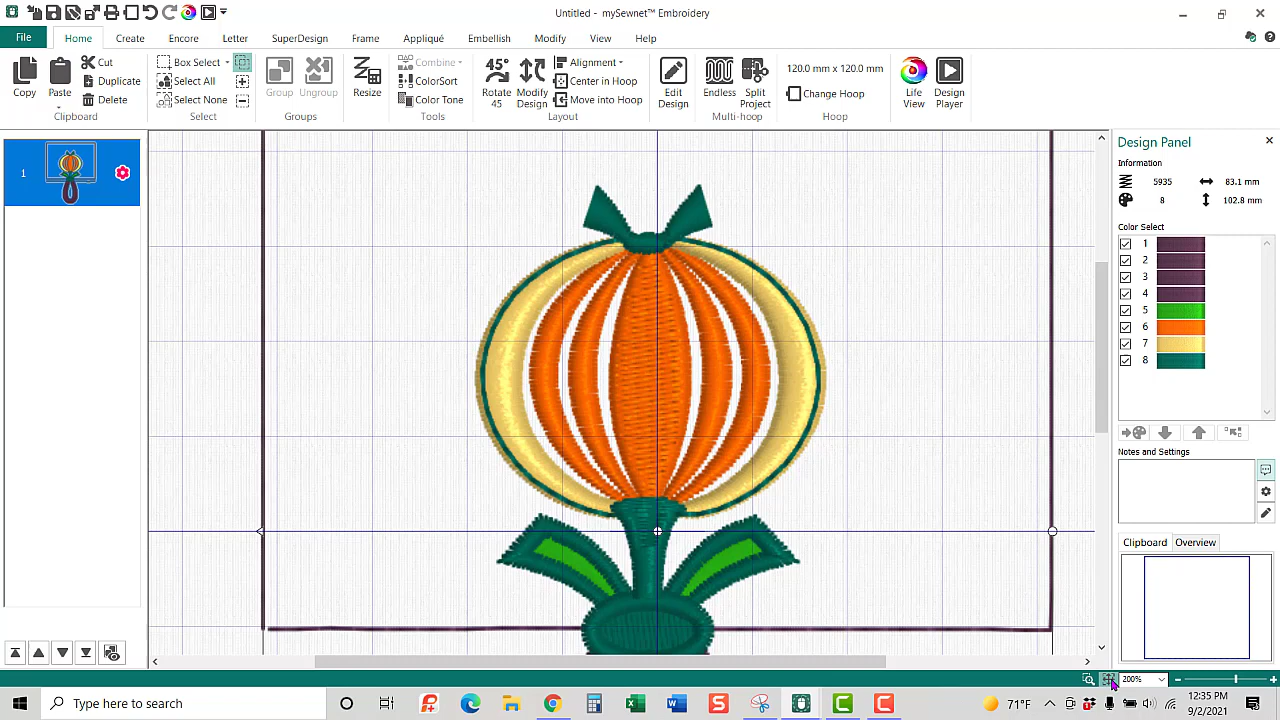 Untitled - mySewnet™ Embroidery
File Home Create Encore Letter SuperDesign Frame Appliqué Embellish Modify View Help
Copy
Paste
Cut
Duplicate
Delete
Clipboard
Box Select
Select All
Select None
Select
Group
Ungroup
Groups
Resize
Combine
ColorSort
Color Tone
Tools
Rotate
45
Modify
Design
Alignment
Center in Hoop
Move into Hoop
Layout
Edit
Design
Endless
Split
Project
Multi-hoop
120.0 mm x 120.0 mm
Change Hoop
Hoop
Life
View
Design
Player
1
Design Panel
Information
5935 83.1 mm
8 102.8 mm
Color Select
1
2
3
4
5
6
7
8
Notes and Settings
Clipboard Overview
200%
Type here to search
71°F
12:35 PM
9/2/2021